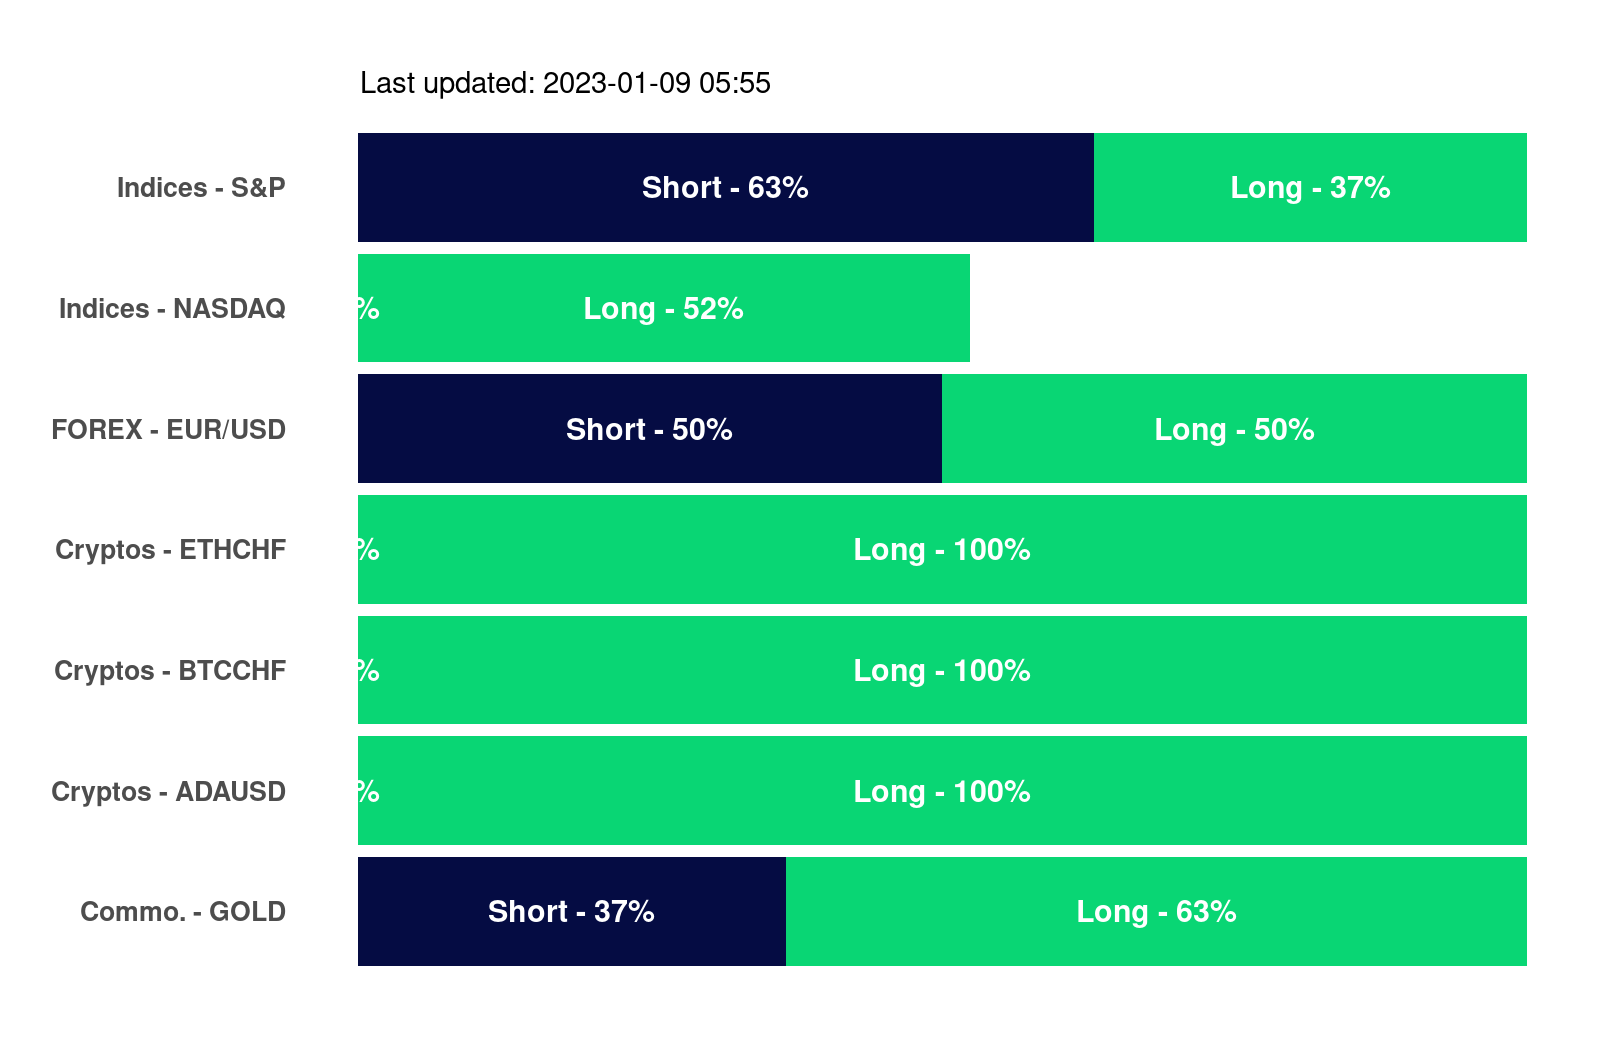 Last updated: 2023-01-09 05:55
Indices - S&P Short - 63% Long - 37%
Indices - NASDAQ % Long - 52%
FOREX - EUR/USD Short - 50% Long - 50%
Cryptos - ETHCHF % Long - 100%
Cryptos - BTCCHF % Long - 100%
Cryptos - ADAUSD % Long - 100%
Commo. - GOLD Short - 37% Long - 63%